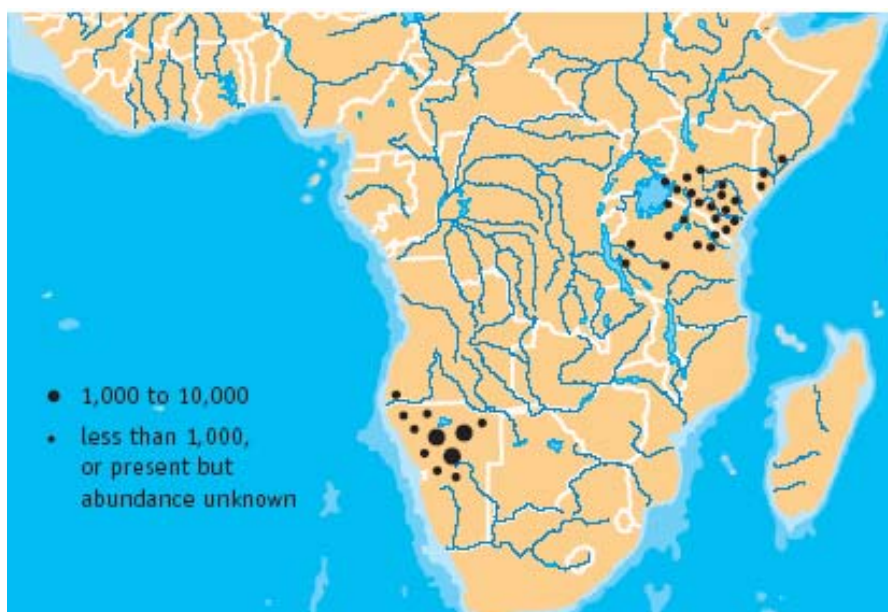 1,000 to 10,000
less than 1,000,
or present but
abundance unknown